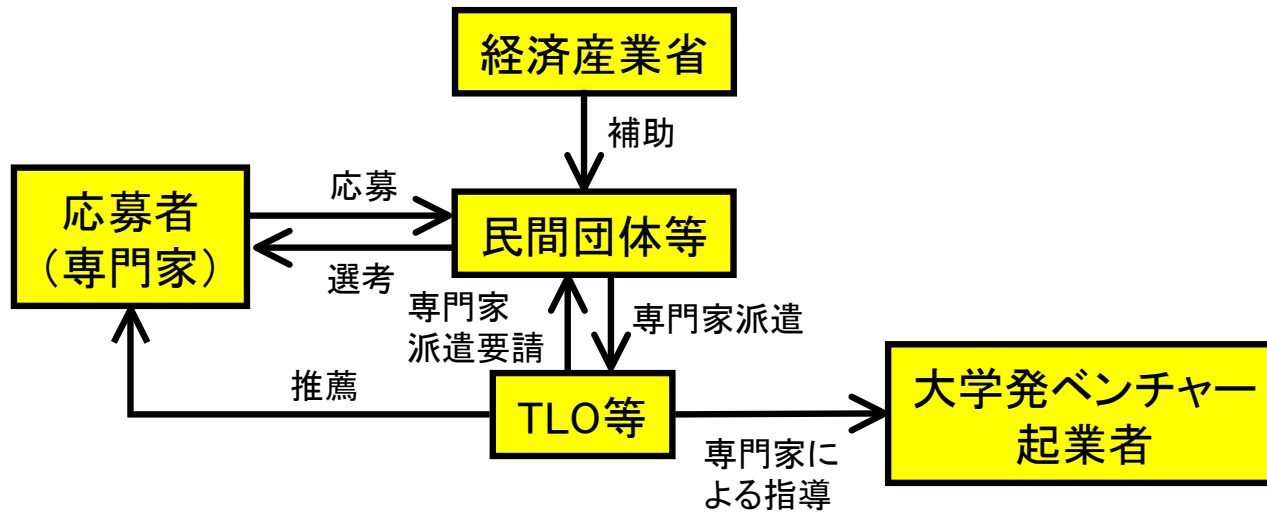 経済産業省
補助
応募者
（専門家）
応募
選考
民間団体等
専門家
派遣要請
専門家派遣
推薦
TLO等
専門家に
よる指導
大学発ベンチャー
起業者